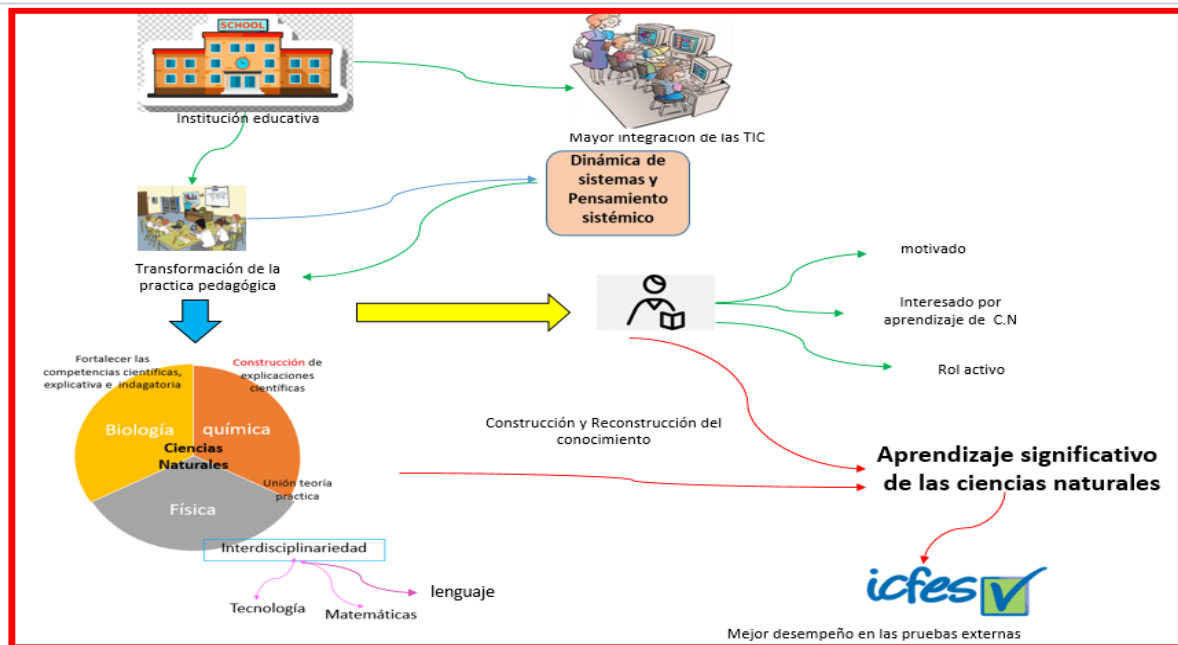 SCHOOL
Institución educativa
Mayor integracion de las TIC
Dinámica de
sistemas y
Pensamiento
sistémico
Transformación de la
practica pedagógica
motivado
Interesado por
aprendizaje de C.N
Rol activo
Fortalecer las
competencias científicas,
explicativa e indagatoria
Construcción de
explicaciones
científicas
Biología
química
Ciencias
Naturales
Unión teoría
practica
Física
Construcción y Reconstrucción del
conocimiento
Aprendizaje significativo
de las ciencias naturales
Interdisciplinariedad
Tecnología
Matemáticas
lenguaje
icfes
Mejor desempeño en las pruebas externas